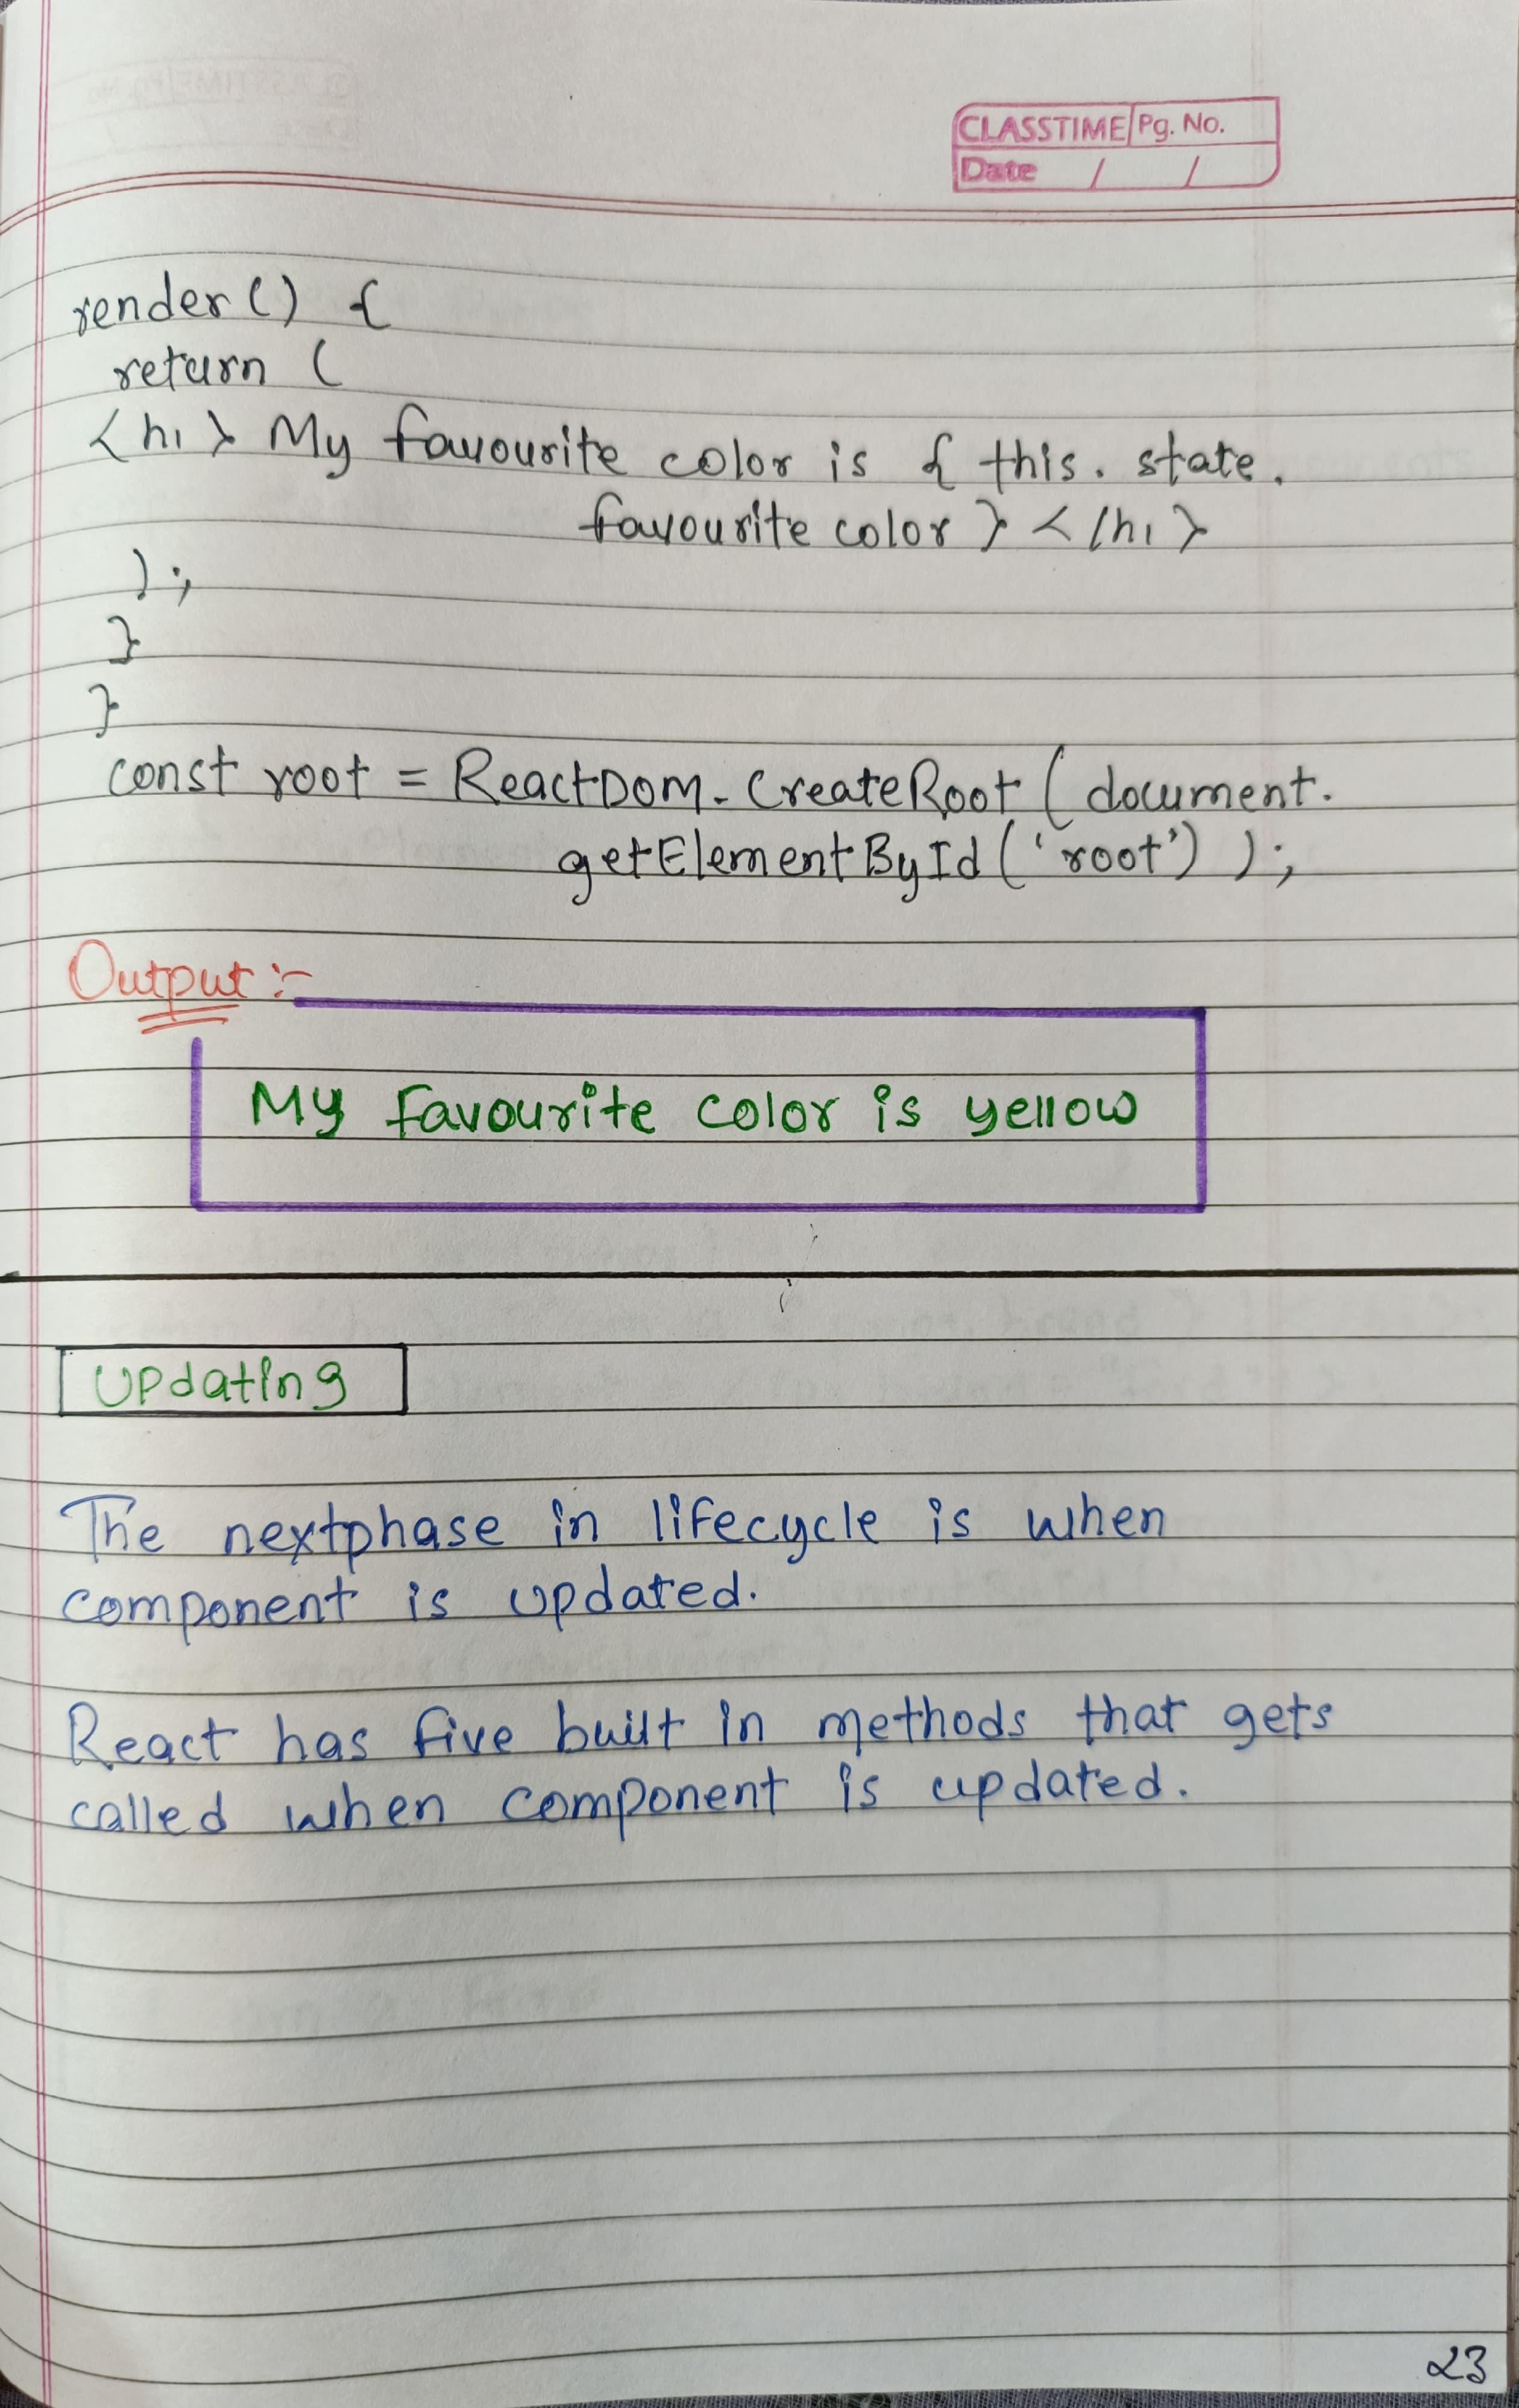 CLASSTIME Pg. No.
Date / /
render() {
return (
<h1> My favourite color is { this. state.
favourite color } </h1>
);
}
}
const root = ReactDOM. CreateRoot ( document.
getElementById ('root') );
Output :-
My favourite color is yellow
Updating
The nextphase in lifecycle is when
component is updated.
React has five built in methods that gets
called when component is updated.
23